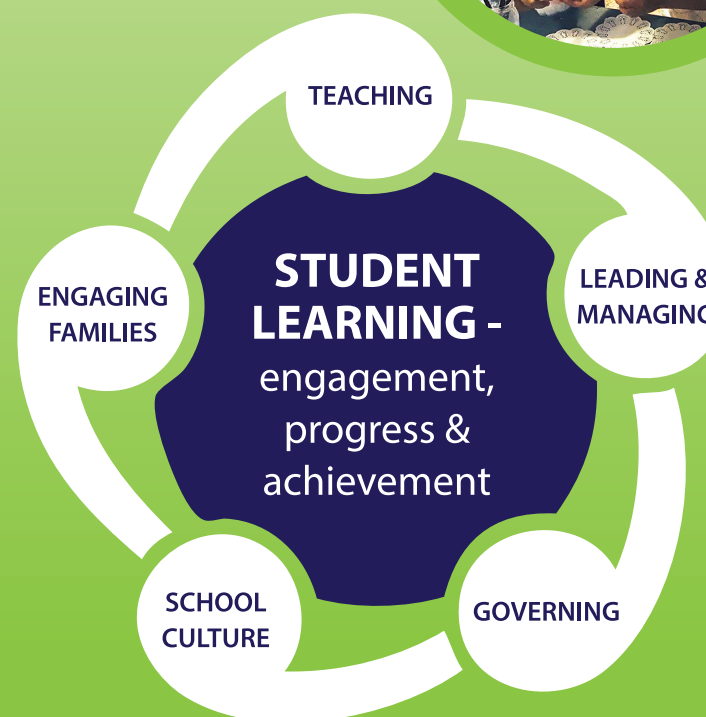 TEACHING
LEADING &
MANAGING
STUDENT
LEARNING -
engagement,
progress &
achievement
ENGAGING
FAMILIES
SCHOOL
CULTURE
GOVERNING